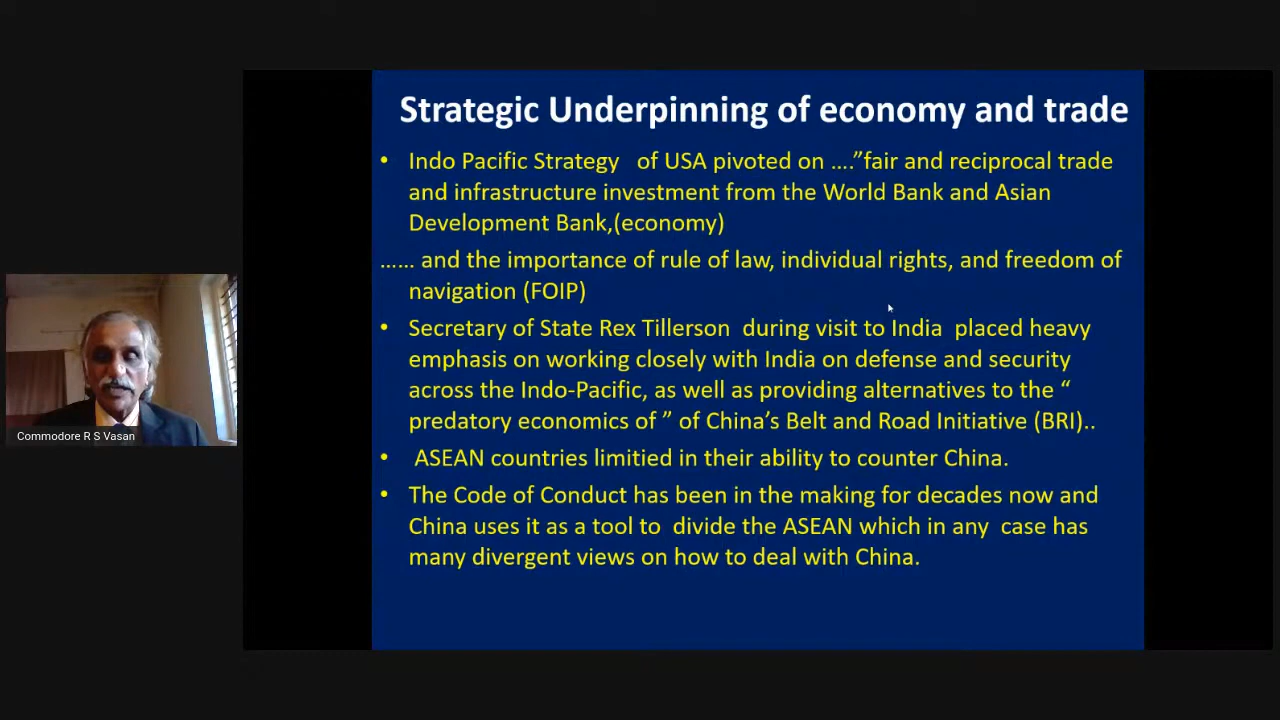 Strategic Underpinning of economy and trade
• Indo Pacific Strategy of USA pivoted on ....”fair and reciprocal trade
and infrastructure investment from the World Bank and Asian
Development Bank,(economy)
...... and the importance of rule of law, individual rights, and freedom of
navigation (FOIP)
• Secretary of State Rex Tillerson during visit to India placed heavy
emphasis on working closely with India on defense and security
across the Indo-Pacific, as well as providing alternatives to the “
predatory economics of ” of China’s Belt and Road Initiative (BRI)..
• ASEAN countries limitied in their ability to counter China.
• The Code of Conduct has been in the making for decades now and
China uses it as a tool to divide the ASEAN which in any case has
many divergent views on how to deal with China.
Commodore R S Vasan